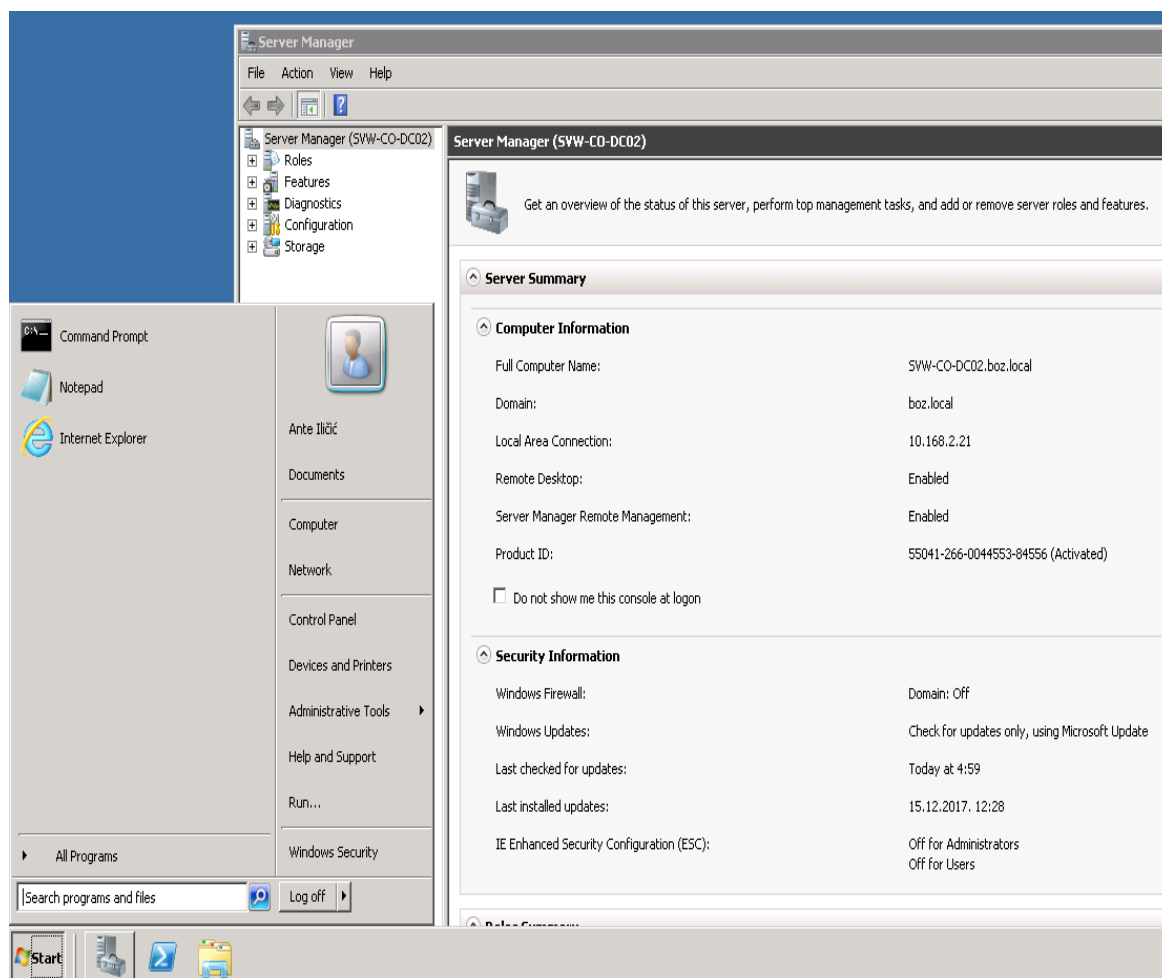 Server Manager
File Action View Help
Server Manager (SVW-CO-DC02)
Roles
Features
Diagnostics
Configuration
Storage
Server Manager (SVW-CO-DC02)
Get an overview of the status of this server, perform top management tasks, and add or remove server roles and features.
Server Summary
Computer Information
Full Computer Name: SVW-CO-DC02.boz.local
Domain: boz.local
Local Area Connection: 10.168.2.21
Remote Desktop: Enabled
Server Manager Remote Management: Enabled
Product ID: 55041-266-0044553-84556 (Activated)
Do not show me this console at logon
Security Information
Windows Firewall: Domain: Off
Windows Updates: Check for updates only, using Microsoft Update
Last checked for updates: Today at 4:59
Last installed updates: 15.12.2017. 12:28
IE Enhanced Security Configuration (ESC): Off for Administrators
Off for Users
Roles Summary
Command Prompt
Notepad
Internet Explorer
All Programs
Search programs and files
Ante Iličić
Documents
Computer
Network
Control Panel
Devices and Printers
Administrative Tools
Help and Support
Run...
Windows Security
Log off
Start